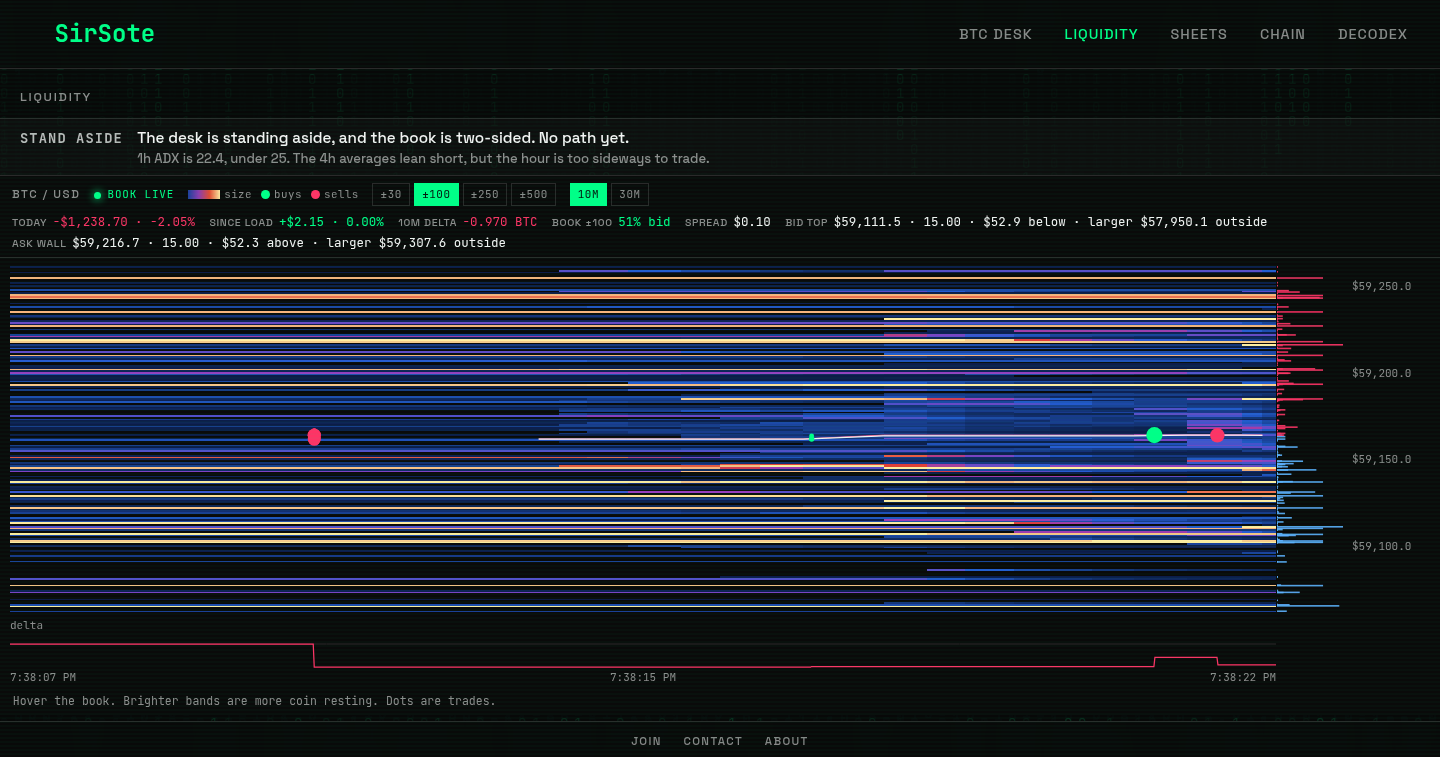 SirSote
BTC DESK LIQUIDITY SHEETS CHAIN DECODEX
LIQUIDITY
STAND ASIDE The desk is standing aside, and the book is two-sided. No path yet.
1h ADX is 22.4, under 25. The 4h averages lean short, but the hour is too sideways to trade.
BTC / USD BOOK LIVE size buys sells ±30 ±100 ±250 ±500 10M 30M
TODAY -$1,238.70 · -2.05% SINCE LOAD +$2.15 · 0.00% 10M DELTA -0.970 BTC BOOK ±100 51% bid SPREAD $0.10 BID TOP $59,111.5 · 15.00 · $52.9 below · larger $57,950.1 outside
ASK WALL $59,216.7 · 15.00 · $52.3 above · larger $59,307.6 outside
$59,250.0
$59,200.0
$59,150.0
$59,100.0
delta
7:38:07 PM 7:38:15 PM 7:38:22 PM
Hover the book. Brighter bands are more coin resting. Dots are trades.
JOIN CONTACT ABOUT